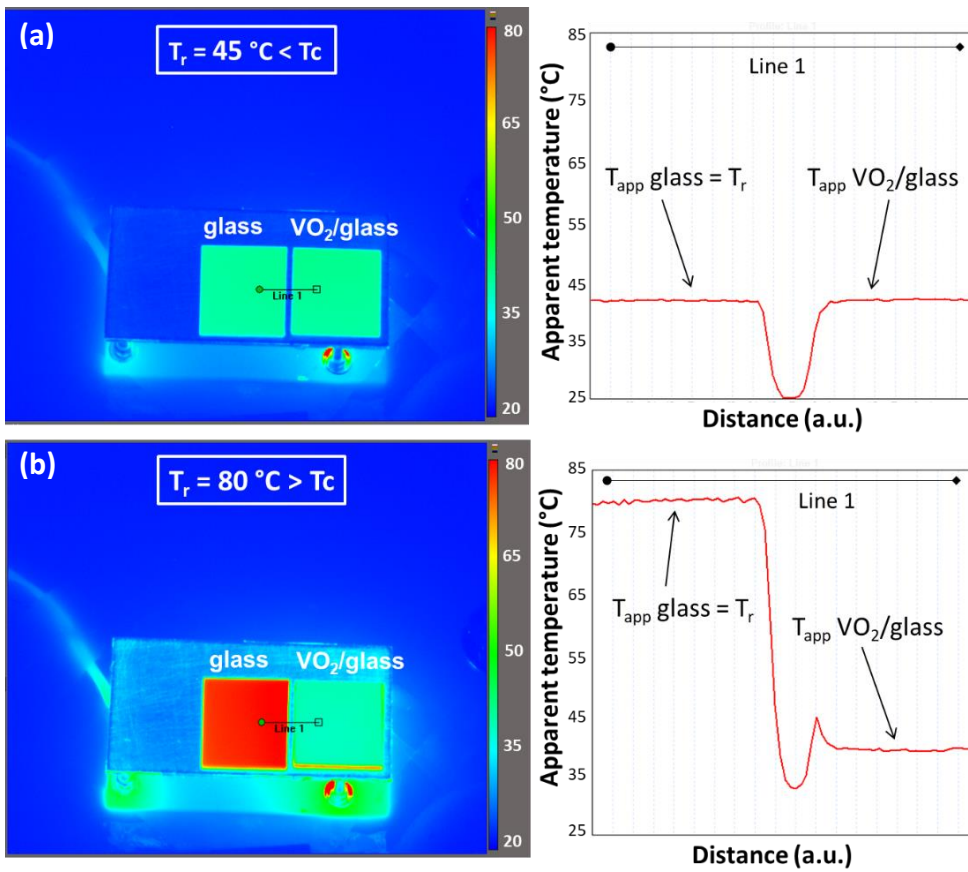 (a)
Tᵣ = 45 °C < Tc
80
65
50
35
20
glass
VO₂/glass
Line 1
Apparent temperature (°C)
85
75
65
55
45
35
25
Line 1
Tₐₚₚ glass = Tᵣ
Tₐₚₚ VO₂/glass
Distance (a.u.)
(b)
Tᵣ = 80 °C > Tc
80
65
50
35
20
glass
VO₂/glass
Line 1
Apparent temperature (°C)
85
75
65
55
45
35
25
Profile: Line 1
Line 1
Tₐₚₚ glass = Tᵣ
Tₐₚₚ VO₂/glass
Distance (a.u.)